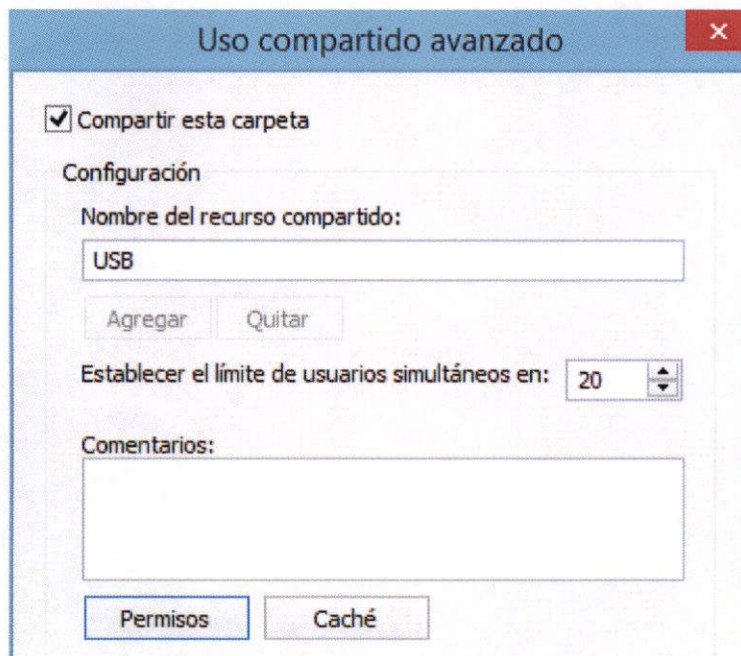 Uso compartido avanzado
Compartir esta carpeta
Configuración
Nombre del recurso compartido:
USB
Agregar Quitar
Establecer el límite de usuarios simultáneos en: 20
Comentarios:
Permisos Caché